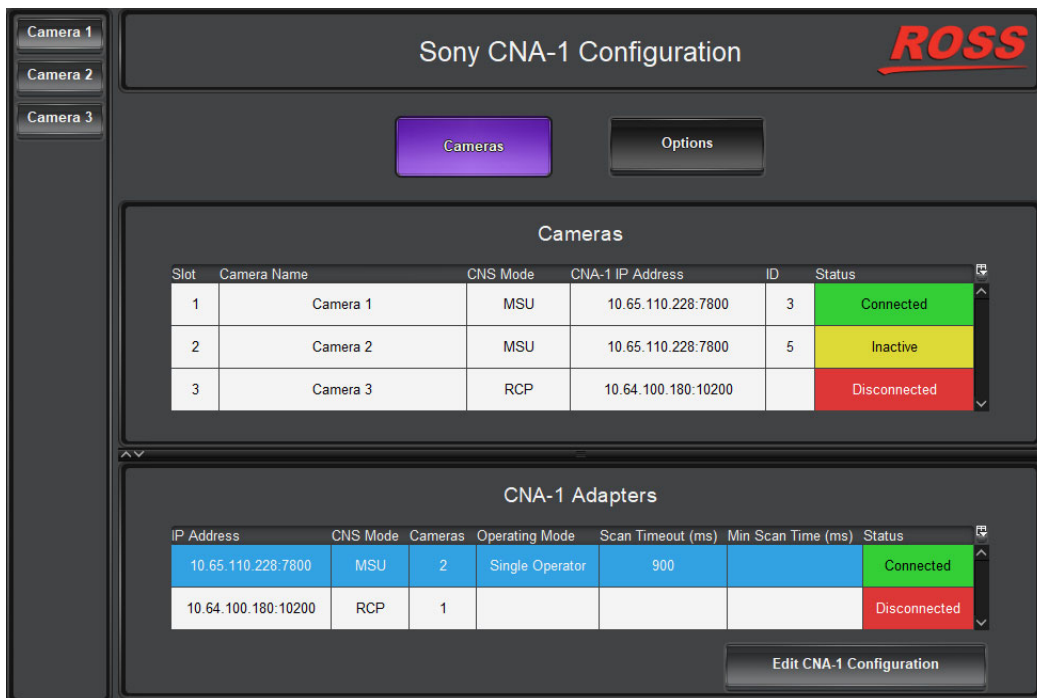 Camera 1
Camera 2
Camera 3
Sony CNA-1 Configuration
ROSS
Cameras
Options
Cameras
Slot Camera Name CNS Mode CNA-1 IP Address ID Status
1 Camera 1 MSU 10.65.110.228:7800 3 Connected
2 Camera 2 MSU 10.65.110.228:7800 5 Inactive
3 Camera 3 RCP 10.64.100.180:10200 Disconnected
CNA-1 Adapters
IP Address CNS Mode Cameras Operating Mode Scan Timeout (ms) Min Scan Time (ms) Status
10.65.110.228:7800 MSU 2 Single Operator 900 Connected
10.64.100.180:10200 RCP 1 Disconnected
Edit CNA-1 Configuration